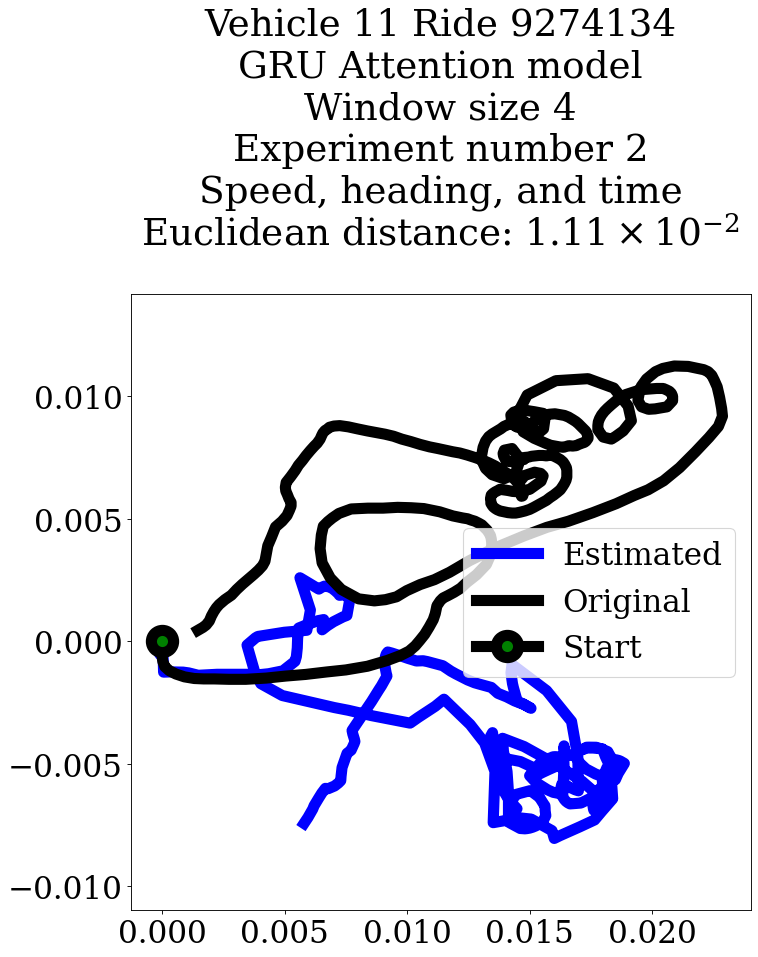 Vehicle 11 Ride 9274134
GRU Attention model
Window size 4
Experiment number 2
Speed, heading, and time
Euclidean distance: 1.11 × 10⁻²
0.010
0.005
0.000
−0.005
−0.010
Estimated
Original
Start
0.000 0.005 0.010 0.015 0.020